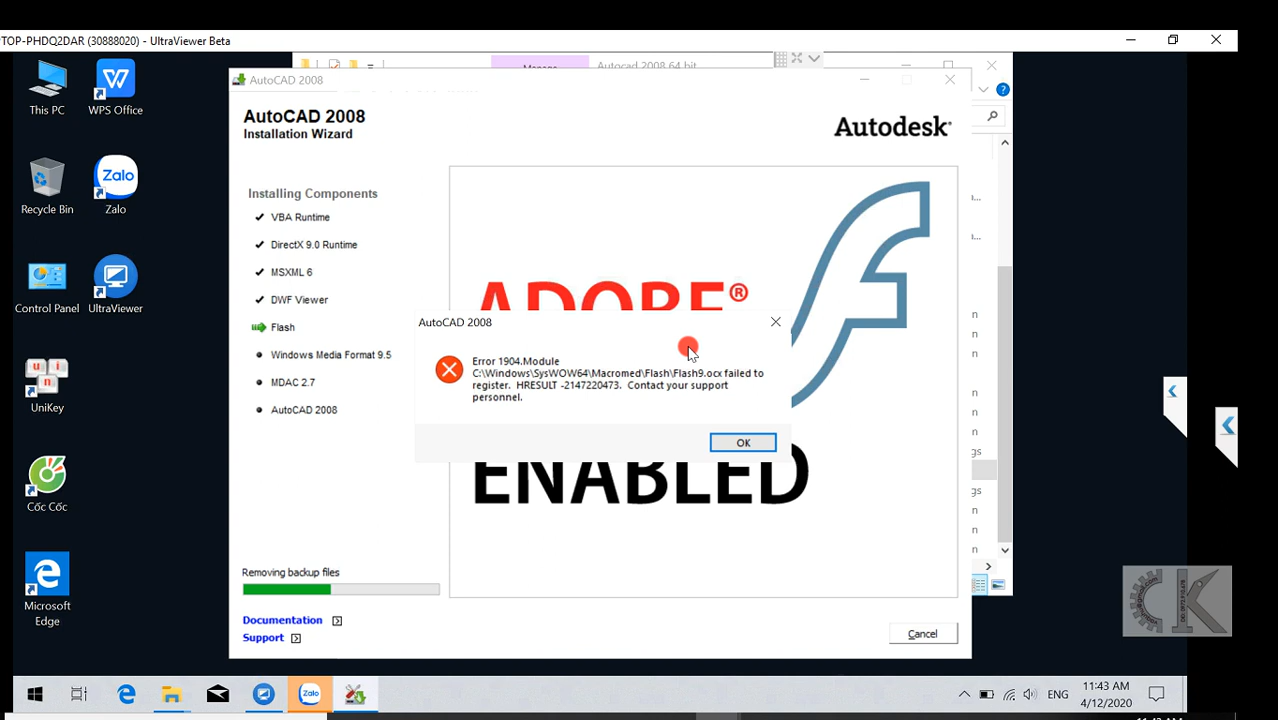 TOP-PHDQ2DAR (30888020) - UltraViewer Beta
Autocad 2008 64 bit
This PC
WPS Office
Recycle Bin
Zalo
Zalo
Control Panel
UltraViewer
UniKey
Cốc Cốc
Microsoft
Edge
AutoCAD 2008
AutoCAD 2008
Installation Wizard
Autodesk®
Installing Components
VBA Runtime
DirectX 9.0 Runtime
MSXML 6
DWF Viewer
Flash
Windows Media Format 9.5
MDAC 2.7
AutoCAD 2008
ADOBE®
ENABLED
AutoCAD 2008
Error 1904.Module
C:\Windows\SysWOW64\Macromed\Flash\Flash9.ocx failed to
register. HRESULT -2147220473. Contact your support
personnel.
OK
Removing backup files
Documentation
Support
Cancel
CK
Zalo
ENG
11:43 AM
4/12/2020